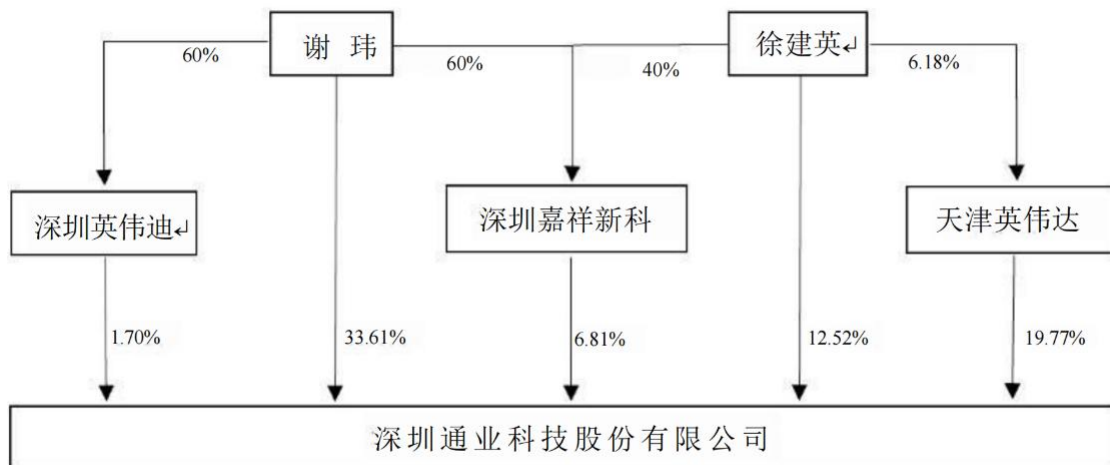 谢 玮
徐建英↲
60%
60%
40%
6.18%
深圳英伟迪↲
深圳嘉祥新科
天津英伟达
1.70%
33.61%
6.81%
12.52%
19.77%
深圳通业科技股份有限公司